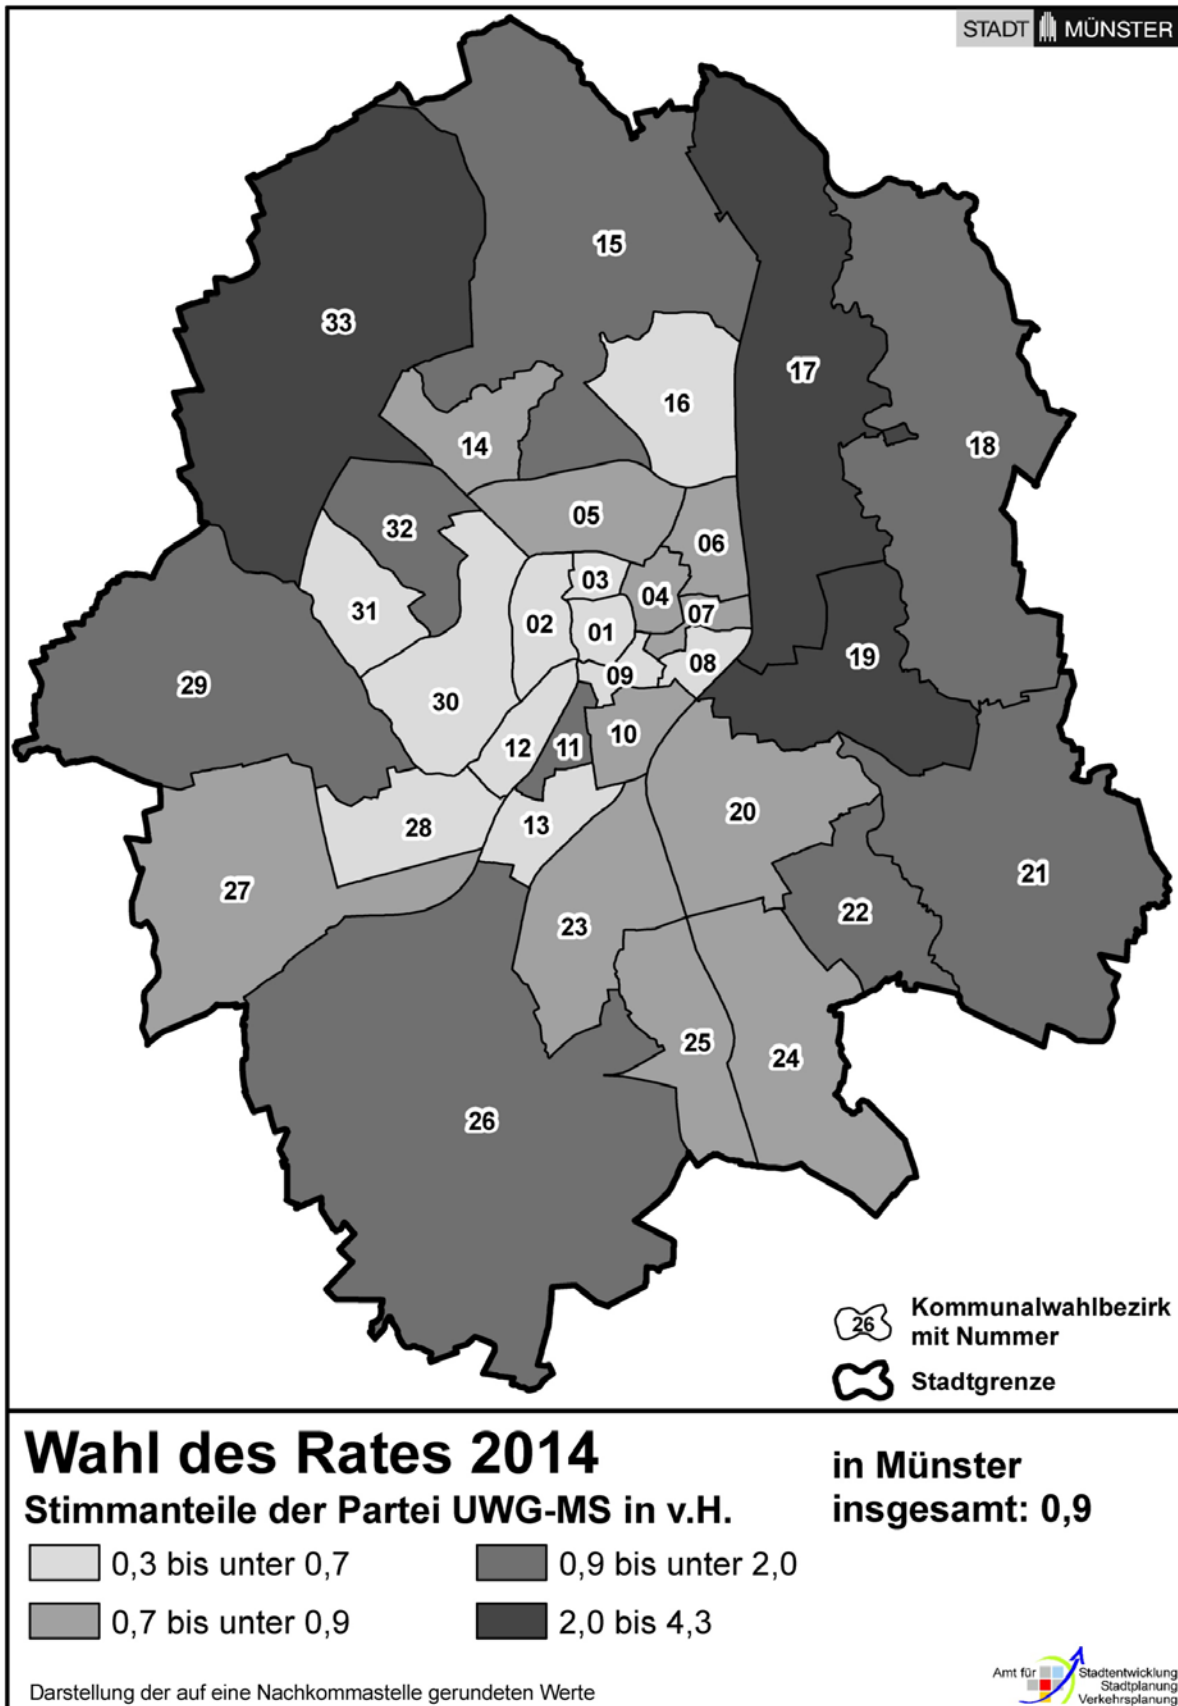 STADT MÜNSTER
15
33
17
16
18
14
05
32
06
03
04
31
02
07
01
19
08
09
29
30
10
12
11
20
13
28
21
27
22
23
25
24
26
26
Kommunalwahlbezirk
mit Nummer
Stadtgrenze
Wahl des Rates 2014
Stimmanteile der Partei UWG-MS in v.H.
in Münster
insgesamt: 0,9
0,3 bis unter 0,7
0,9 bis unter 2,0
0,7 bis unter 0,9
2,0 bis 4,3
Darstellung der auf eine Nachkommastelle gerundeten Werte
Amt für Stadtentwicklung
Stadtplanung
Verkehrsplanung